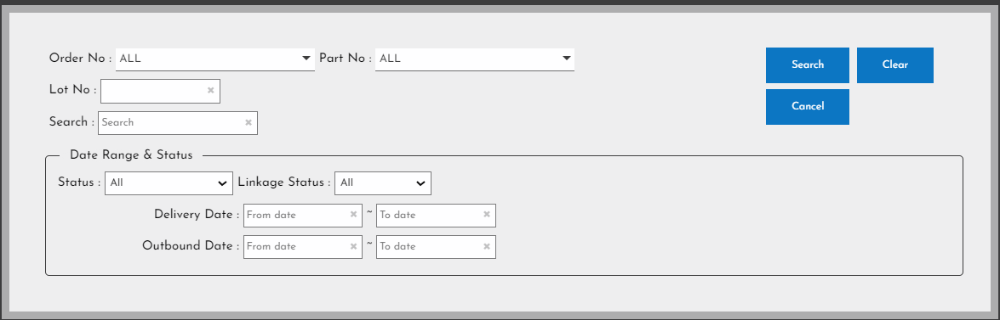 Order No : ALL Part No : ALL Search Clear
Lot No : Cancel
Search : Search
Date Range & Status
Status : All Linkage Status : All
Delivery Date : From date ~ To date
Outbound Date : From date ~ To date